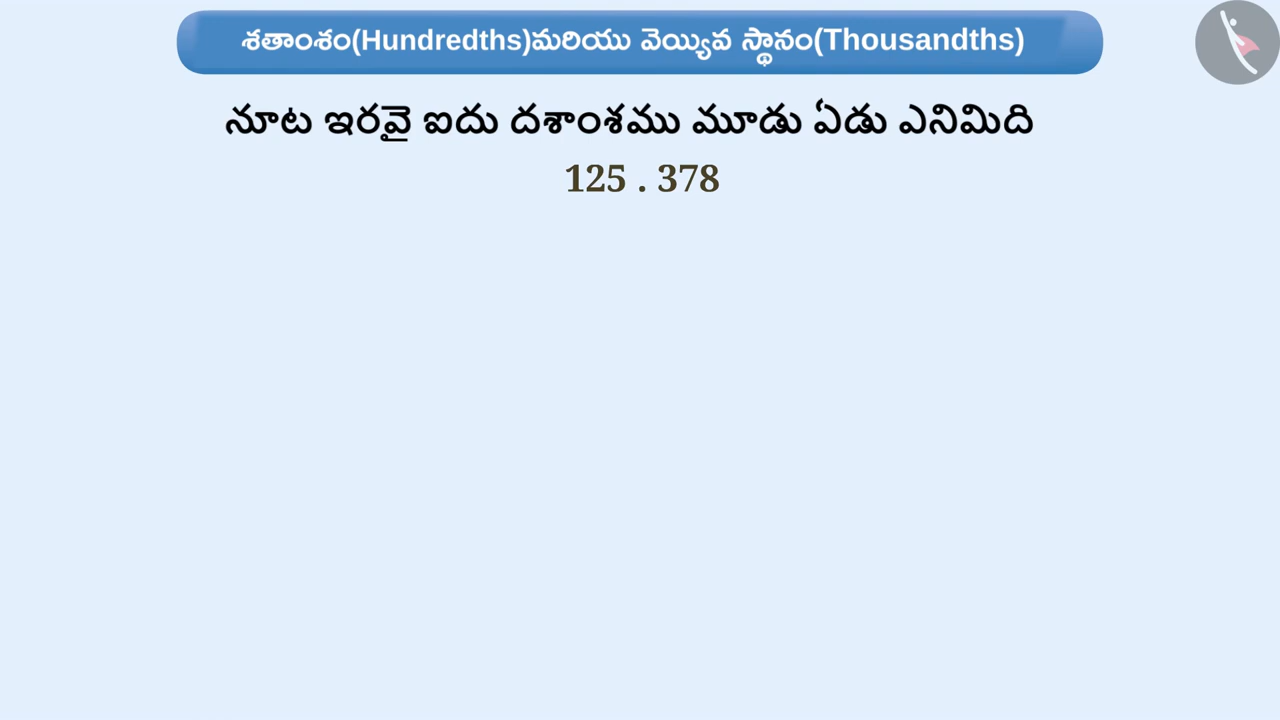 శతాంశం(Hundredths)మరియు వెయ్యివ స్థానం(Thousandths)
నూట ఇరవై ఐదు దశాంశము మూడు ఏడు ఎనిమిది
125 . 378